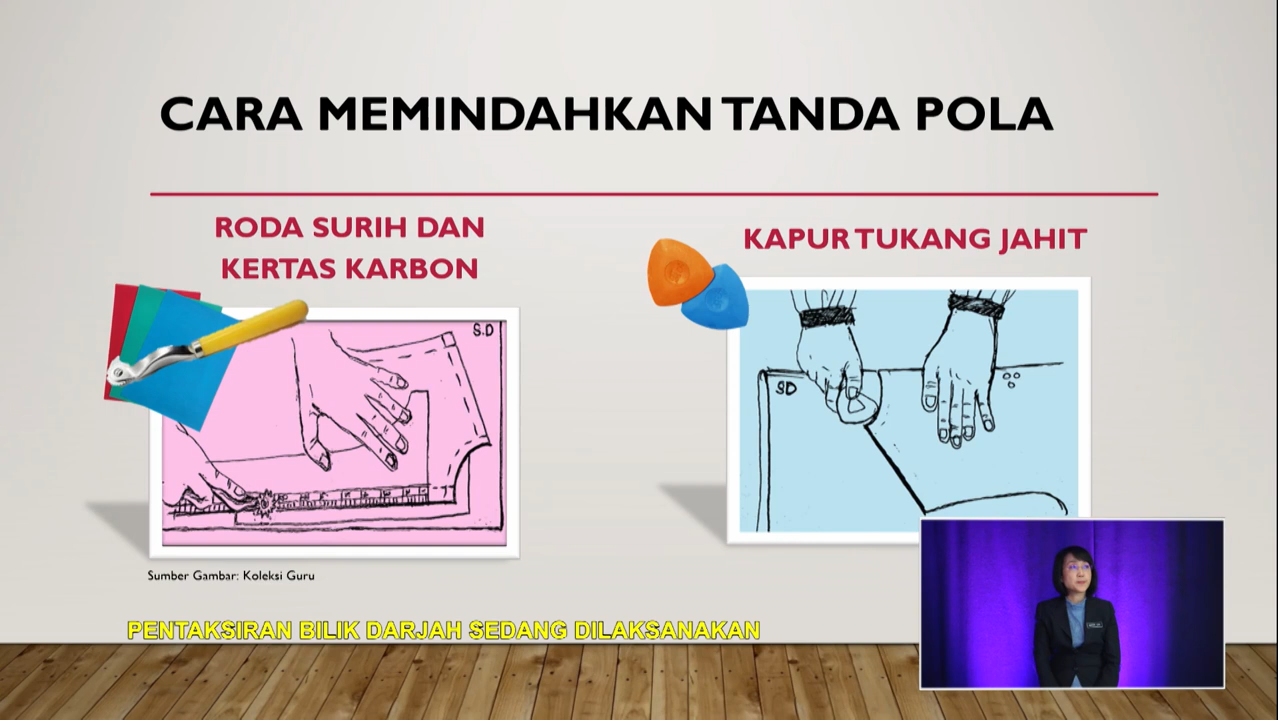 CARA MEMINDAHKAN TANDA POLA
RODA SURIH DAN
KERTAS KARBON
KAPUR TUKANG JAHIT
S.D
SD
Sumber Gambar: Koleksi Guru
PENTAKSIRAN BILIK DARJAH SEDANG DILAKSANAKAN